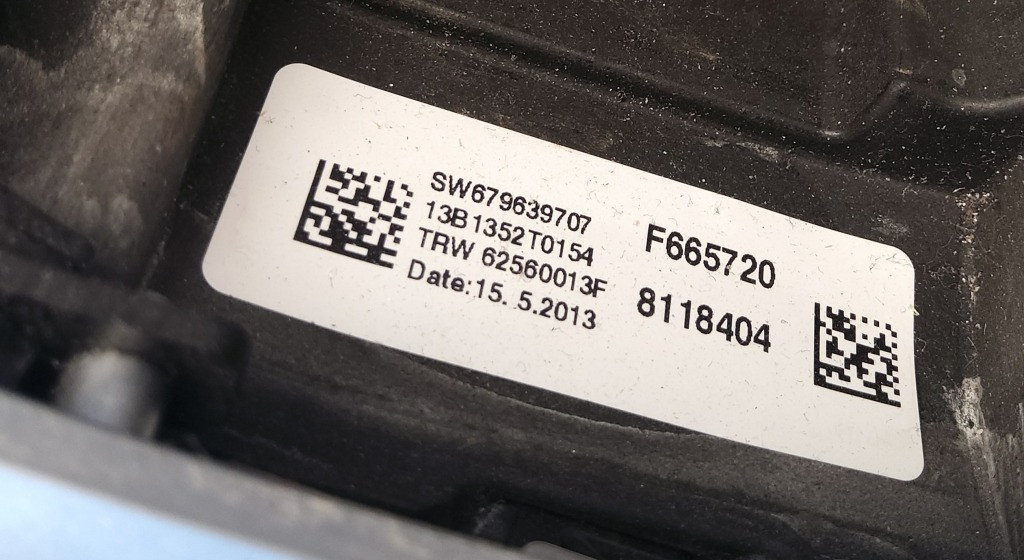 SW679639707
13B1352T0154
TRW 62560013F
Date:15. 5.2013
F665720
8118404